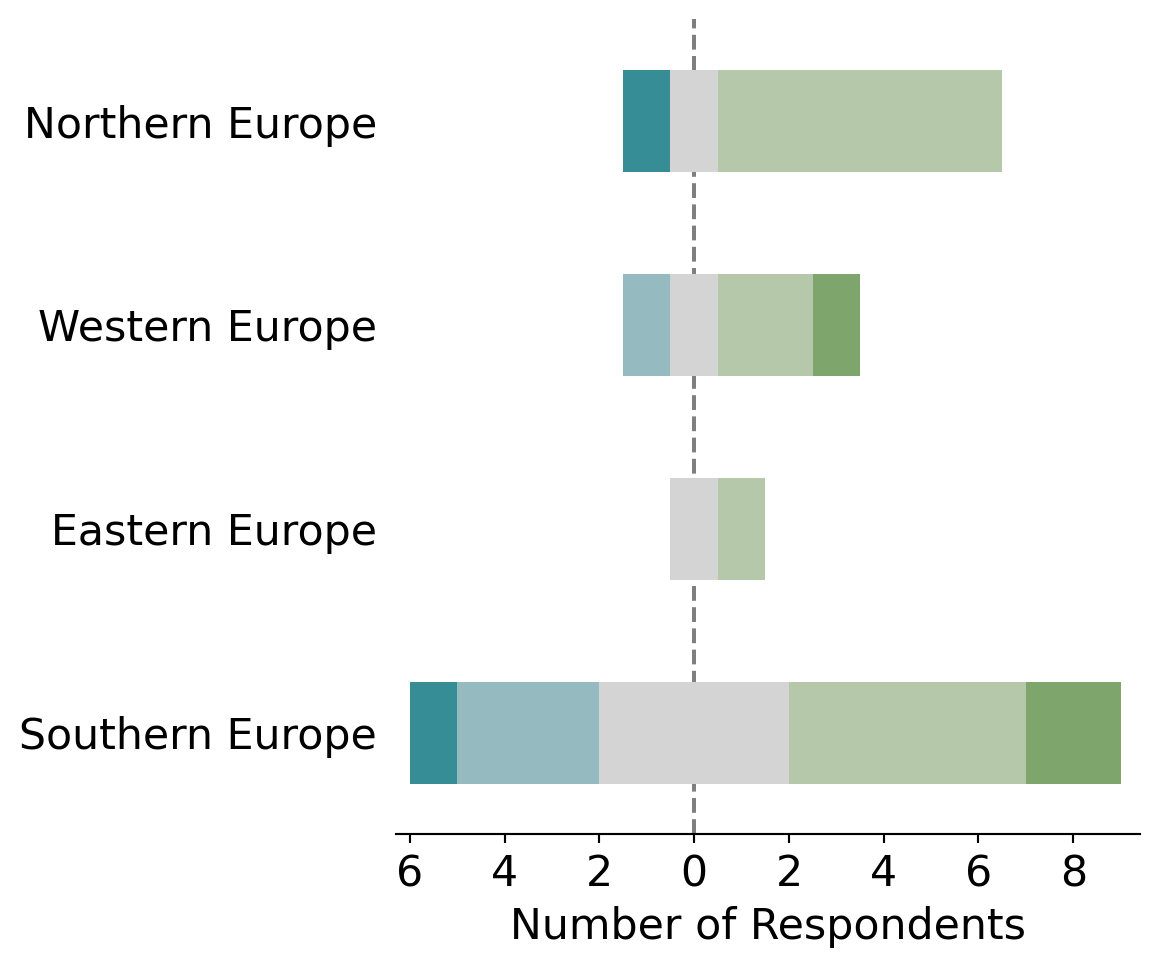 Northern Europe
Western Europe
Eastern Europe
Southern Europe
6 4 2 0 2 4 6 8
Number of Respondents